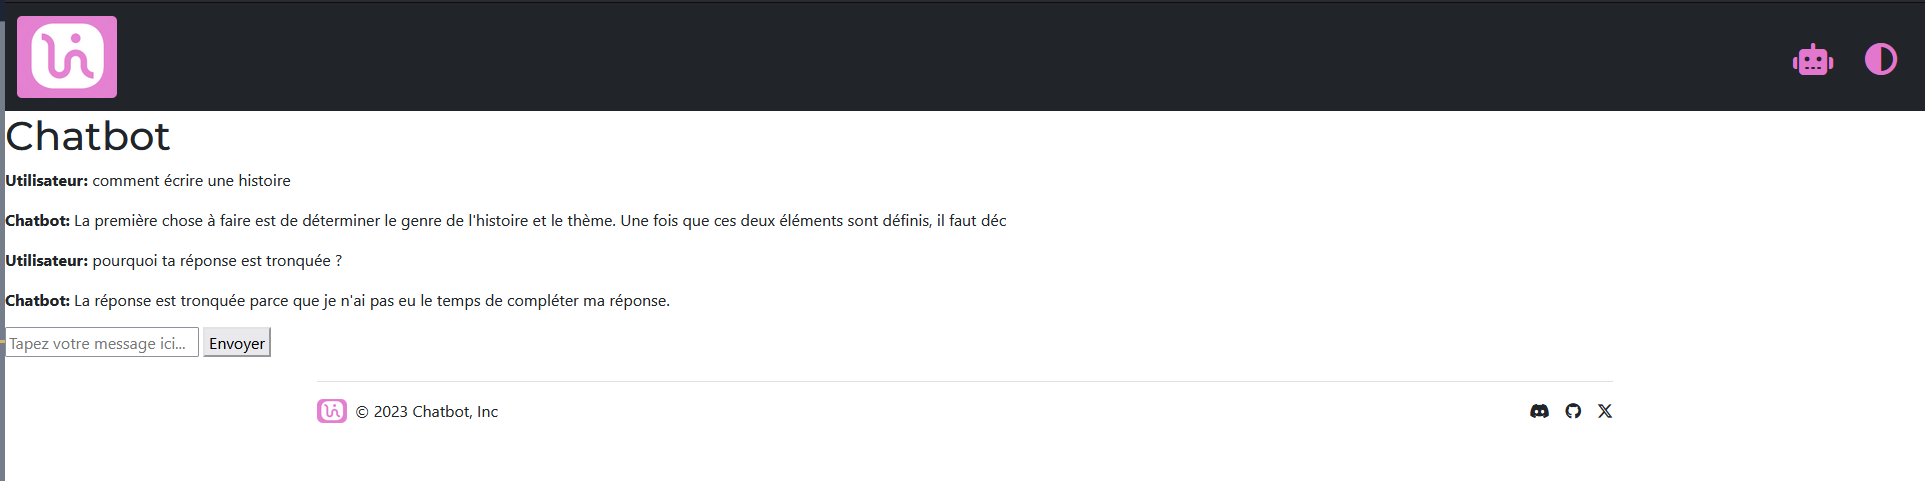 Chatbot
Utilisateur: comment écrire une histoire
Chatbot: La première chose à faire est de déterminer le genre de l'histoire et le thème. Une fois que ces deux éléments sont définis, il faut déc
Utilisateur: pourquoi ta réponse est tronquée ?
Chatbot: La réponse est tronquée parce que je n'ai pas eu le temps de compléter ma réponse.
Tapez votre message ici... Envoyer
© 2023 Chatbot, Inc